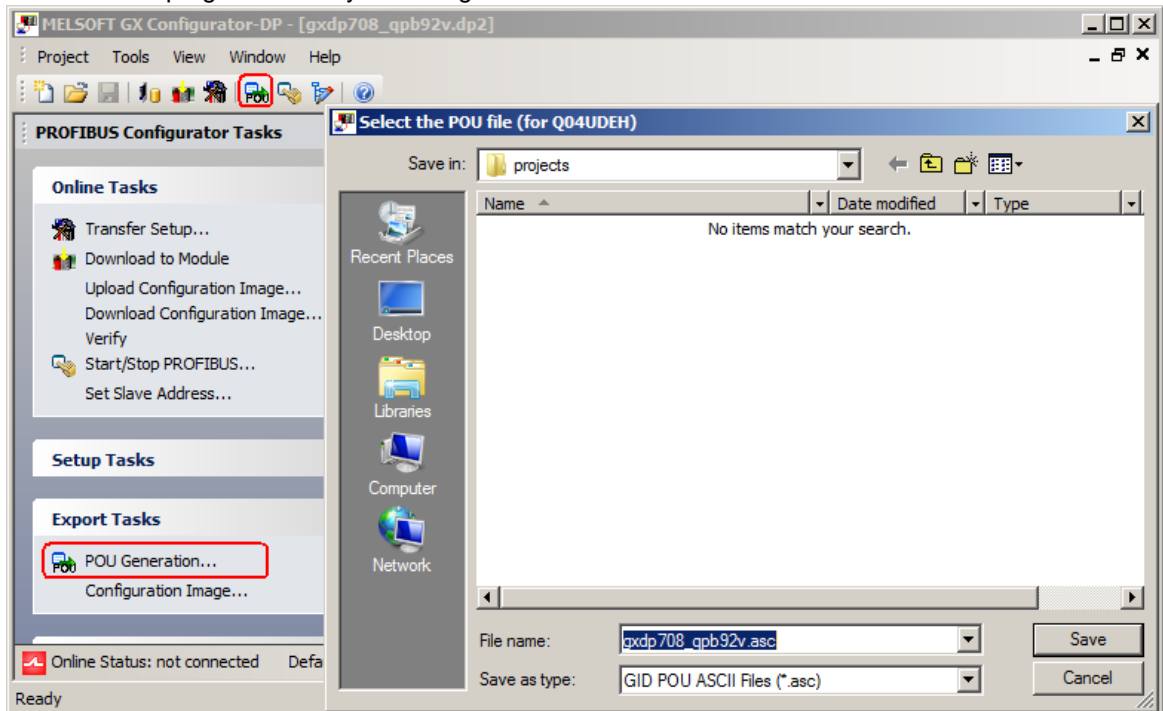 MELSOFT GX Configurator-DP - [gxdp708_qpb92v.dp2]
Project Tools View Window Help
POU
PROFIBUS Configurator Tasks
Online Tasks
Transfer Setup...
Download to Module
Upload Configuration Image...
Download Configuration Image...
Verify
Start/Stop PROFIBUS...
Set Slave Address...
Setup Tasks
Export Tasks
POU POU Generation...
Configuration Image...
Online Status: not connected Defa
Ready
Select the POU file (for Q04UDEH)
Save in: projects
Name Date modified Type
No items match your search.
Recent Places
Desktop
Libraries
Computer
Network
File name: gxdp708_qpb92v.asc Save
Save as type: GID POU ASCII Files (*.asc) Cancel